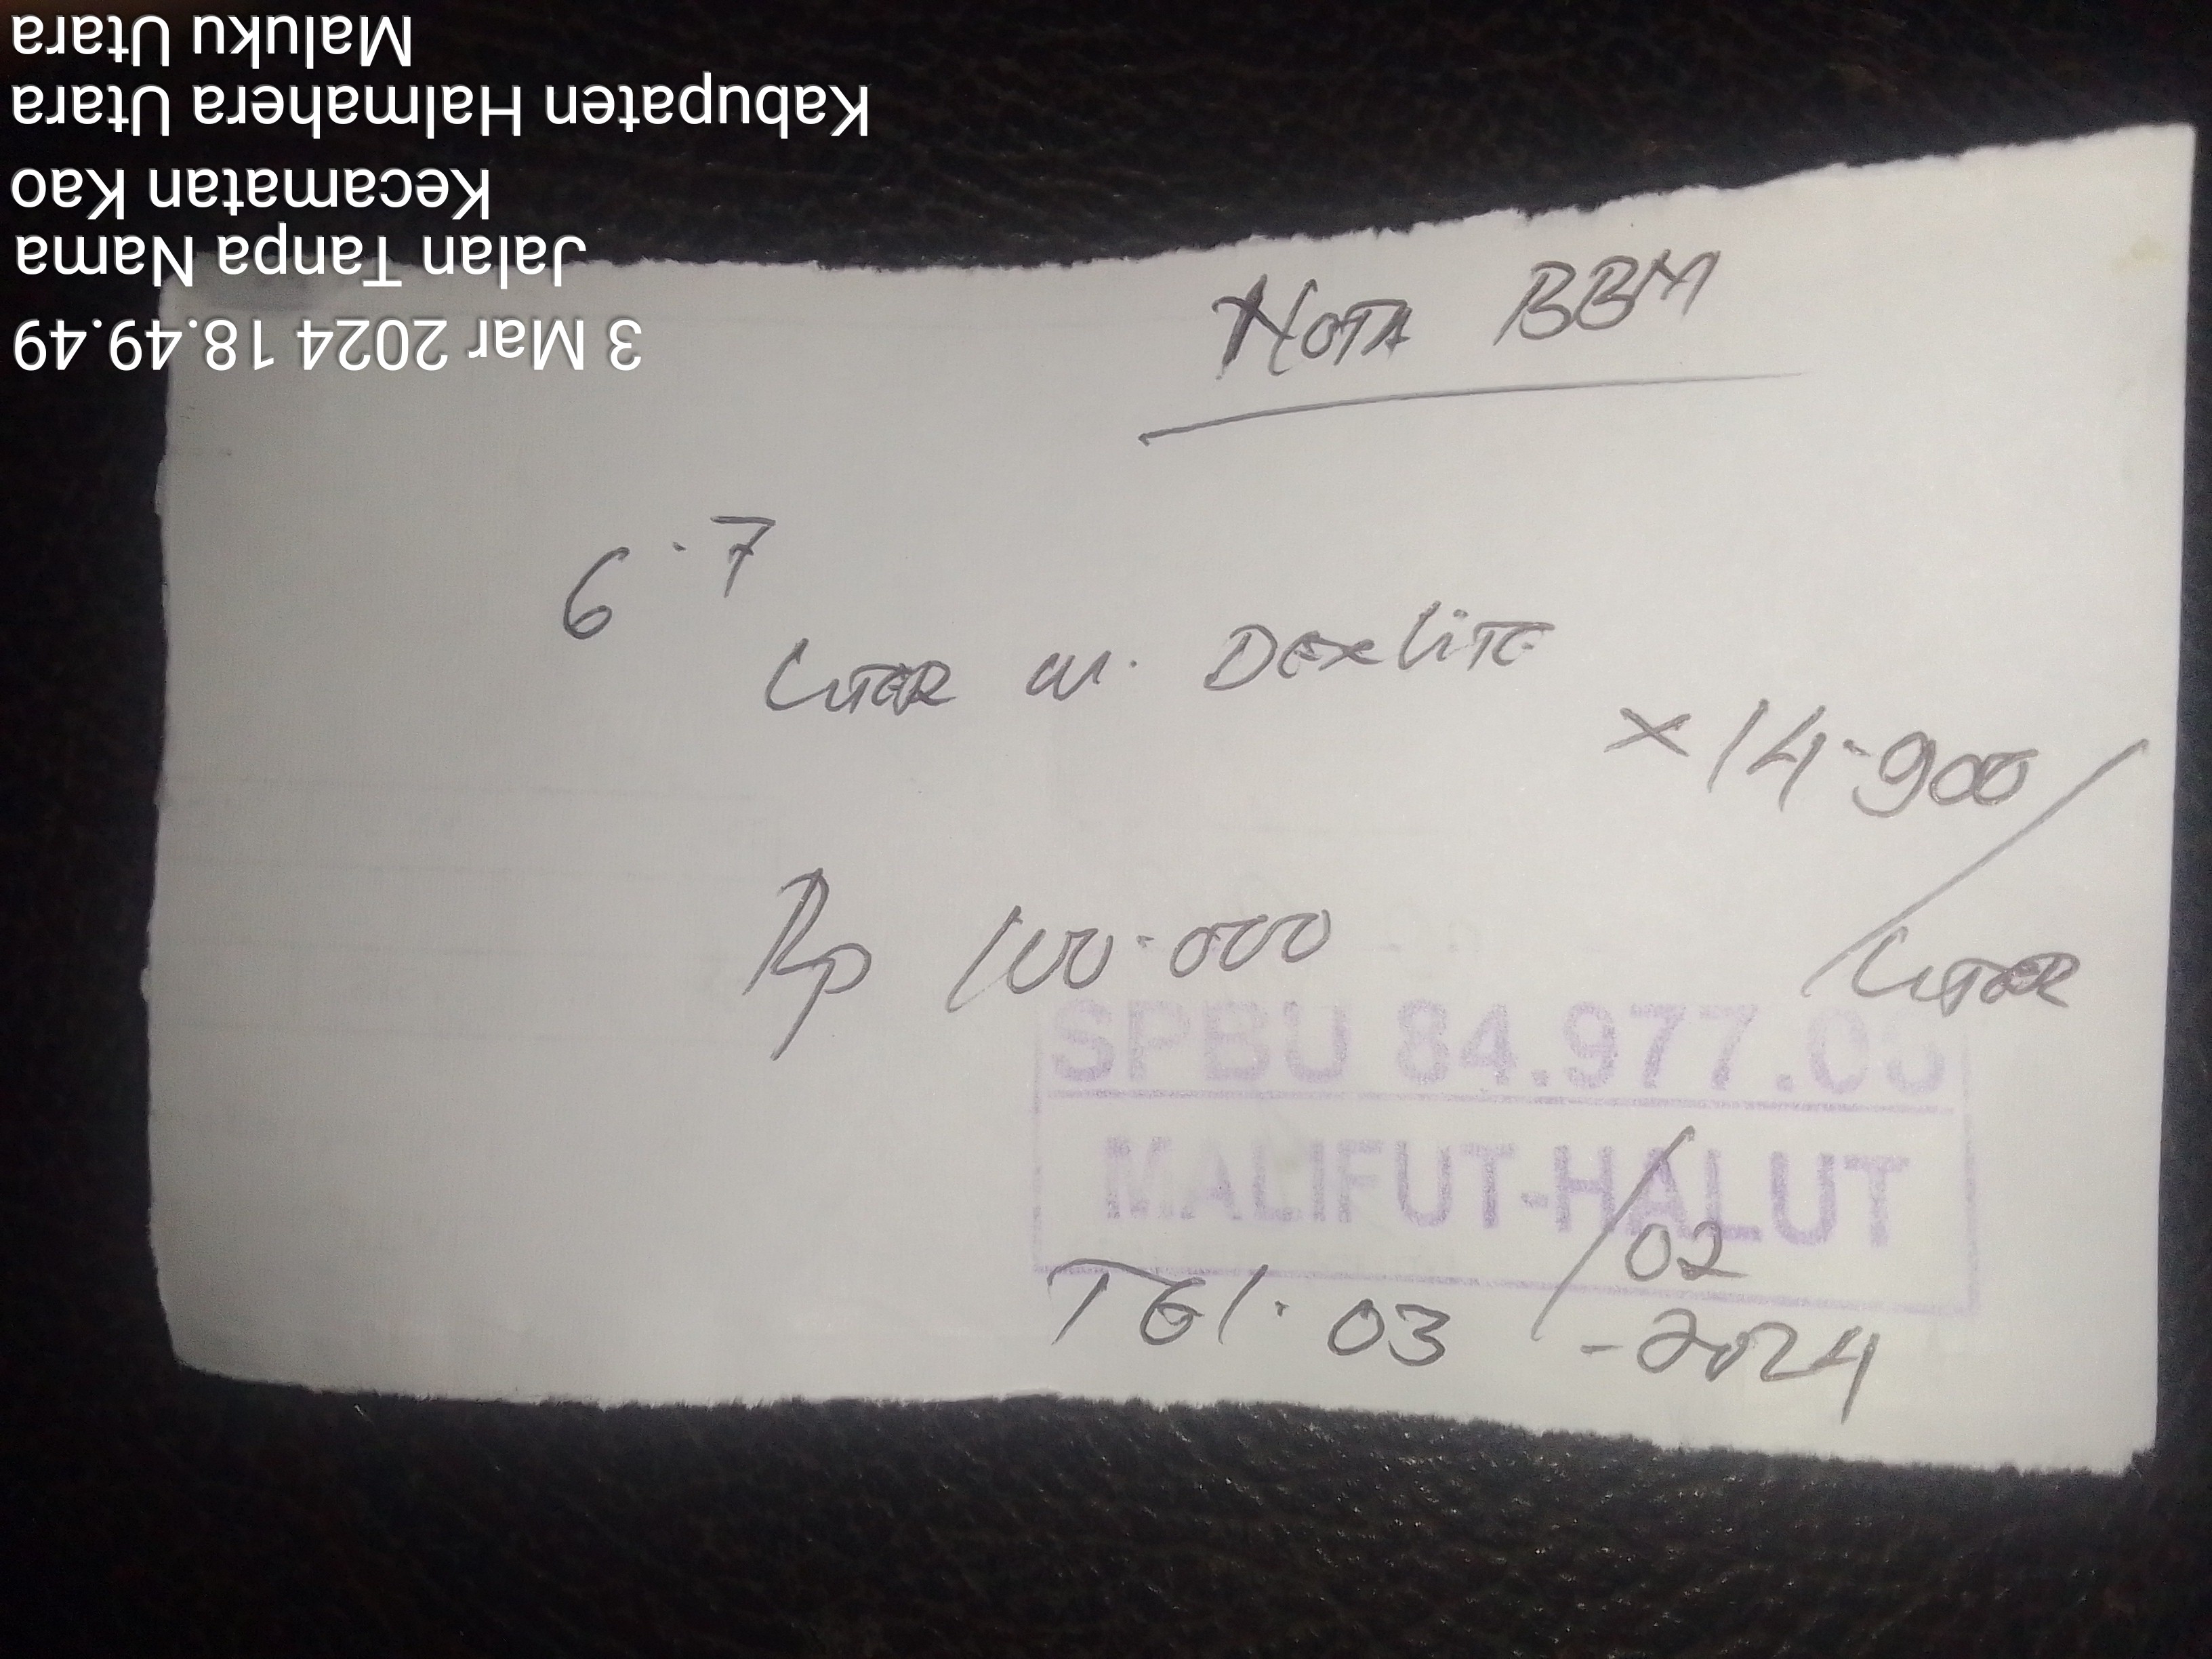 NOTA BBM
6.7
LITER M. DEXLITE
x 14.900/
LITER
Rp 100.000
SPBU 84.977.03
MALIFUT-HALUT
/02
TGL. 03
-2024
3 Mar 2024 18.49.49
Jalan Tanpa Nama
Kecamatan Kao
Kabupaten Halmahera Utara
Maluku Utara